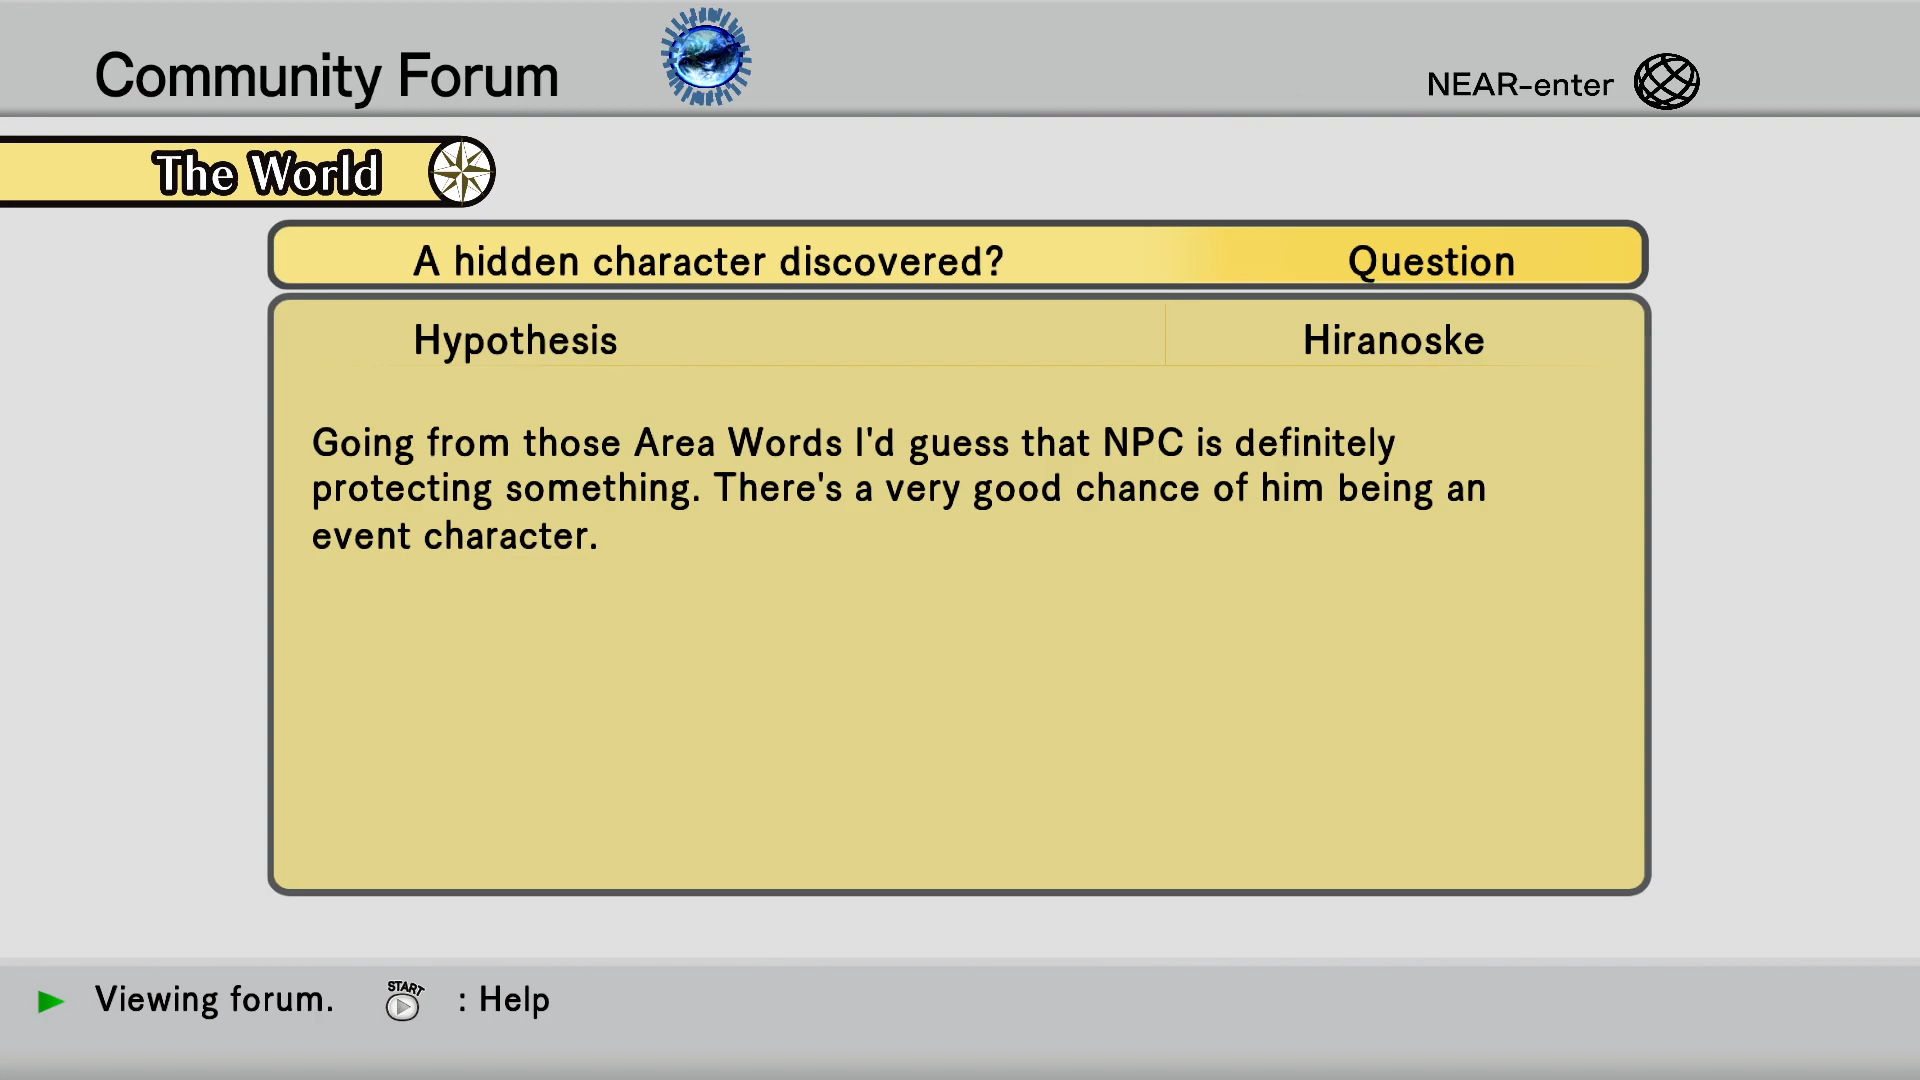 Community Forum
NEAR-enter
The World
A hidden character discovered?
Question
Hypothesis
Hiranoske
Going from those Area Words I'd guess that NPC is definitely
protecting something. There's a very good chance of him being an
event character.
Viewing forum.
START
: Help